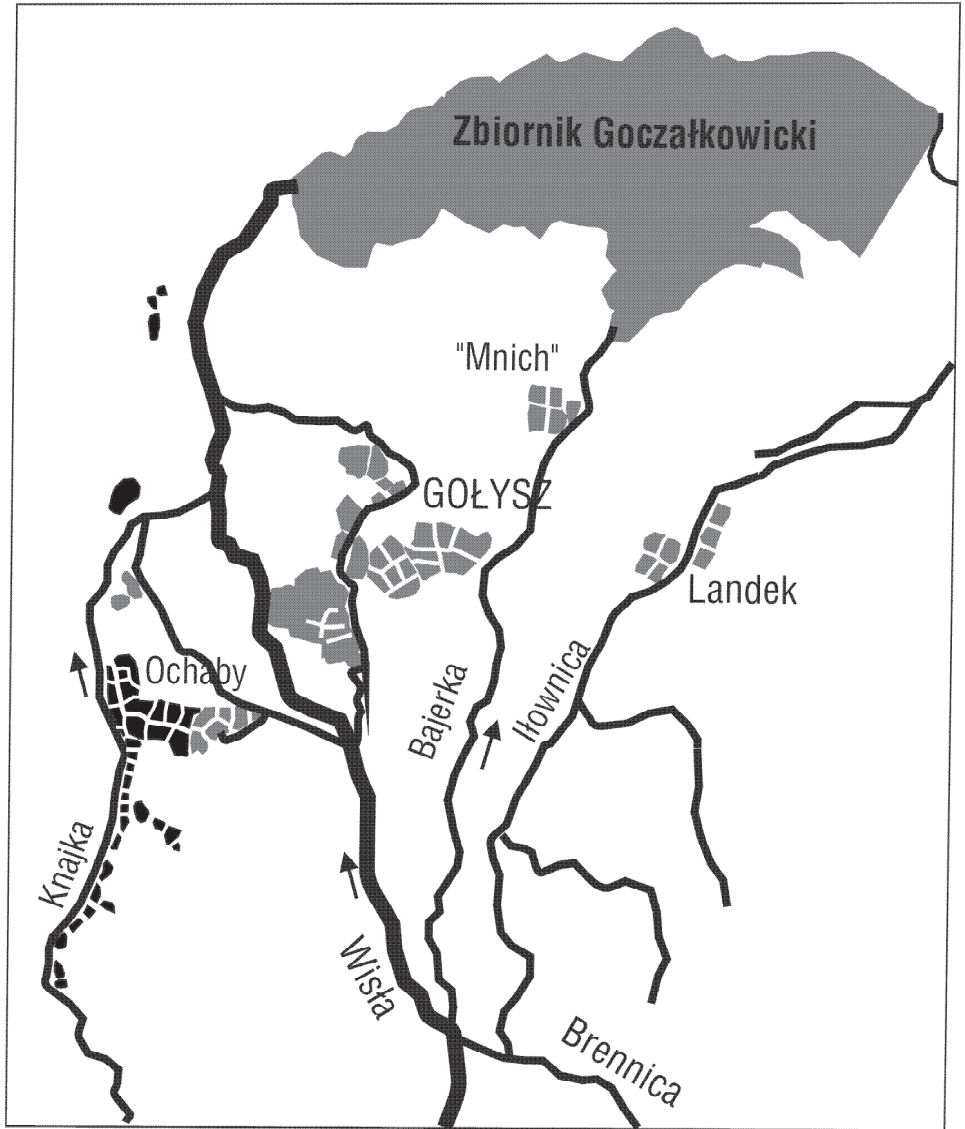 Zbiornik Goczałkowicki
"Mnich"
GOŁYSZ
Landek
Ochaby
Bajerka
Iłownica
Knajka
Wisła
Brennica